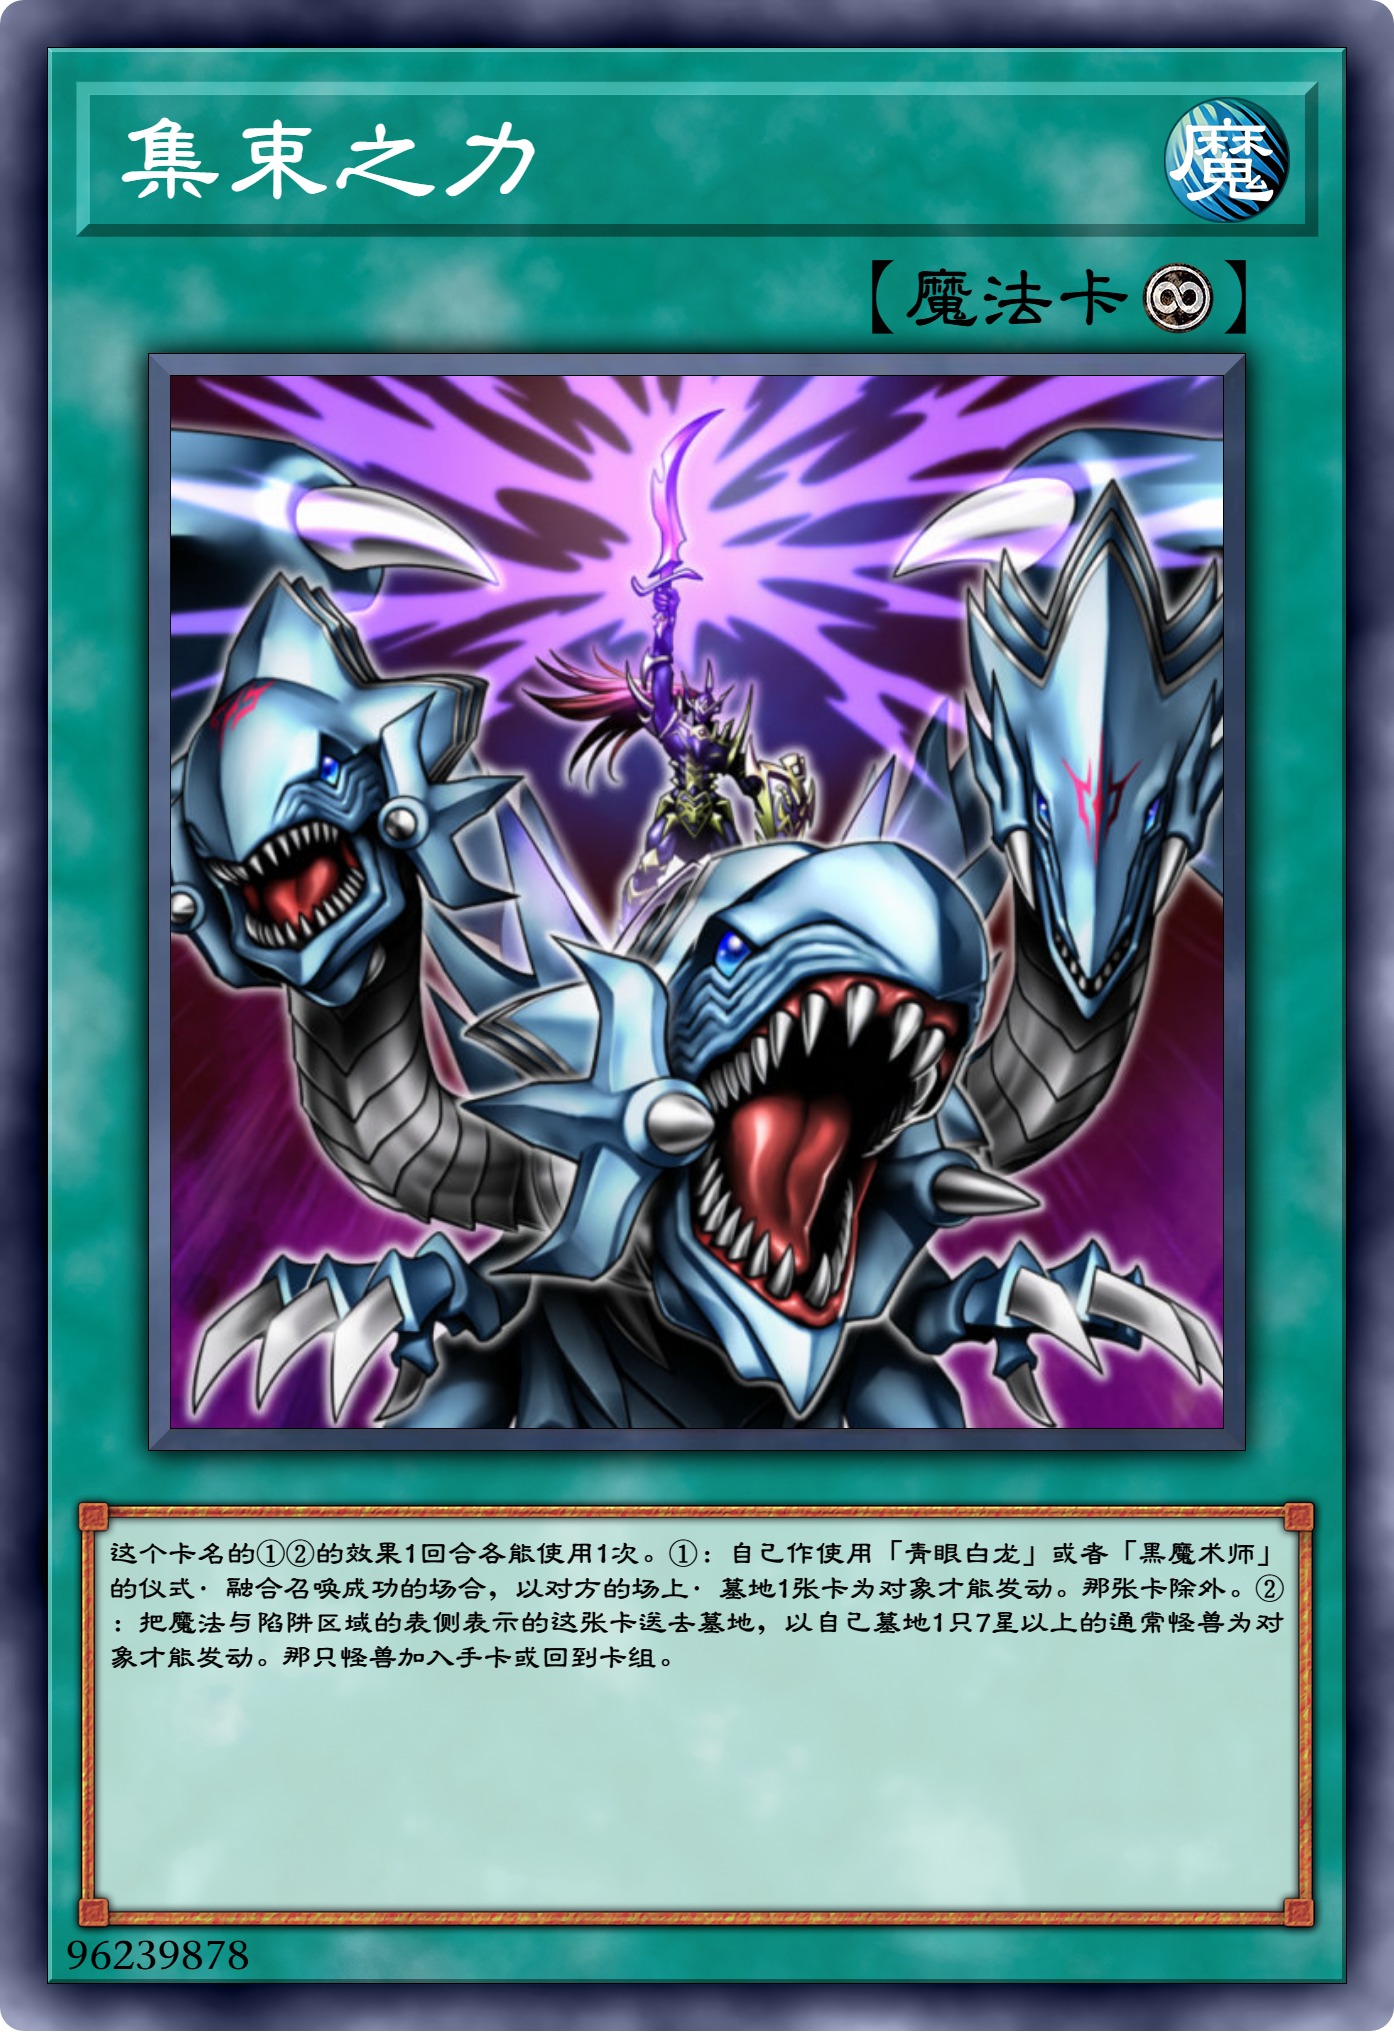 集束之力
魔
【魔法卡】
这个卡名的①②的效果1回合各能使用1次。①：自己作使用「青眼白龙」或者「黑魔术师」
的仪式·融合召唤成功的场合，以对方的场上·墓地1张卡为对象才能发动。那张卡除外。②
：把魔法与陷阱区域的表侧表示的这张卡送去墓地，以自己墓地1只7星以上的通常怪兽为对
象才能发动。那只怪兽加入手卡或回到卡组。
96239878